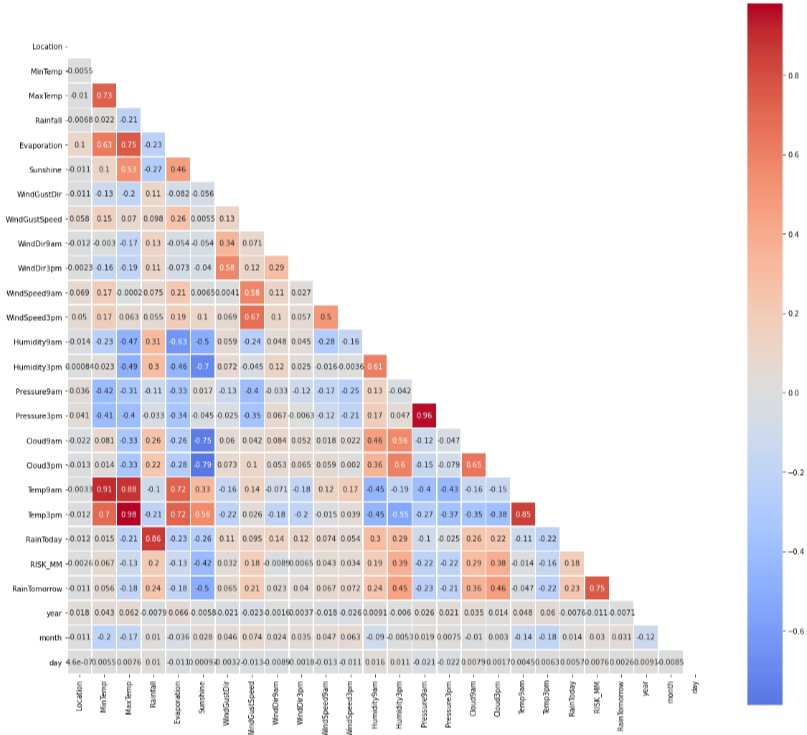 Location
MinTemp -0.0055
MaxTemp -0.01 0.73
Rainfall -0.0068 0.022 -0.21
Evaporation 0.1 0.63 0.75 -0.23
Sunshine -0.011 0.1 0.53 -0.27 0.46
WindGustDir -0.011 -0.13 -0.2 0.11 -0.082 -0.056
WindGustSpeed 0.058 0.15 0.07 0.098 0.26 0.0055 0.13
WindDir9am -0.012 -0.003 -0.17 0.13 -0.054 -0.054 0.34 0.071
WindDir3pm -0.0023 -0.16 -0.19 0.11 -0.073 -0.04 0.58 0.12 0.29
WindSpeed9am 0.069 0.17 -0.0002 0.075 0.21 0.0065 0.0041 0.58 0.11 0.027
WindSpeed3pm 0.05 0.17 0.063 0.055 0.19 0.1 0.069 0.67 0.1 0.057 0.5
Humidity9am -0.014 -0.23 -0.47 0.31 -0.63 -0.5 0.059 -0.24 0.048 0.045 -0.28 -0.16
Humidity3pm 0.00084 0.023 -0.49 0.3 -0.46 -0.7 0.072 -0.045 0.12 0.025 -0.016 -0.0036 0.61
Pressure9am 0.036 -0.42 -0.31 -0.11 -0.33 0.017 -0.13 -0.4 -0.033 -0.12 -0.17 -0.25 0.13 -0.042
Pressure3pm 0.041 -0.41 -0.4 -0.033 -0.34 -0.045 -0.025 -0.35 0.067 -0.0063 -0.12 -0.21 0.17 0.047 0.96
Cloud9am -0.022 0.081 -0.33 0.26 -0.26 -0.75 0.06 0.042 0.084 0.052 0.018 0.022 0.46 0.56 -0.12 -0.047
Cloud3pm -0.013 0.014 -0.33 0.22 -0.28 -0.79 0.073 0.1 0.053 0.065 0.059 0.002 0.36 0.6 -0.15 -0.079 0.65
Temp9am -0.0033 0.91 0.88 -0.1 0.72 0.33 -0.16 0.14 -0.071 -0.18 0.12 0.17 -0.45 -0.19 -0.4 -0.43 -0.16 -0.15
Temp3pm -0.012 0.7 0.98 -0.21 0.72 0.56 -0.22 0.026 -0.18 -0.2 -0.015 0.039 -0.45 -0.55 -0.27 -0.37 -0.35 -0.38 0.85
RainToday -0.012 0.015 -0.21 0.86 -0.23 -0.26 0.11 0.095 0.14 0.12 0.074 0.054 0.3 0.29 -0.1 -0.025 0.26 0.22 -0.11 -0.22
RISK_MM -0.0026 0.067 -0.13 0.2 -0.13 -0.42 0.032 0.18 -0.0089 0.0065 0.043 0.034 0.19 0.39 -0.22 -0.22 0.29 0.38 -0.014 -0.16 0.18
RainTomorrow -0.011 0.056 -0.18 0.24 -0.18 -0.5 0.065 0.21 0.023 0.04 0.067 0.072 0.24 0.45 -0.23 -0.21 0.36 0.46 -0.047 -0.22 0.23 0.75
year 0.018 0.043 0.062 -0.0079 0.066 -0.0058 -0.021 -0.023 -0.0016 0.0037 -0.018 -0.026 0.0091 -0.006 0.026 0.021 0.035 0.014 0.0048 0.06 -0.0076 -0.011 -0.0071
month -0.011 -0.2 -0.17 0.01 -0.036 0.028 0.046 0.074 0.024 0.035 0.047 0.063 -0.09 -0.0053 0.019 0.0075 -0.01 0.003 -0.14 -0.18 0.014 0.03 0.031 -0.12
day 0.0055 0.0076 0.01 -0.011 -0.0032 -0.013 -0.0089 -0.0018 -0.013 -0.011 0.016 0.011 -0.021 -0.022 0.0079 0.0017 0.0045 0.0063 0.0057 0.0076 0.0026 0.0091 -0.0085
Location MinTemp MaxTemp Rainfall Evaporation Sunshine WindGustDir WindGustSpeed WindDir9am WindDir3pm WindSpeed9am WindSpeed3pm Humidity9am Humidity3pm Pressure9am Pressure3pm Cloud9am Cloud3pm Temp9am Temp3pm RainToday RISK_MM RainTomorrow year month day
0.8
0.6
0.4
0.2
0.0
−0.2
−0.4
−0.6